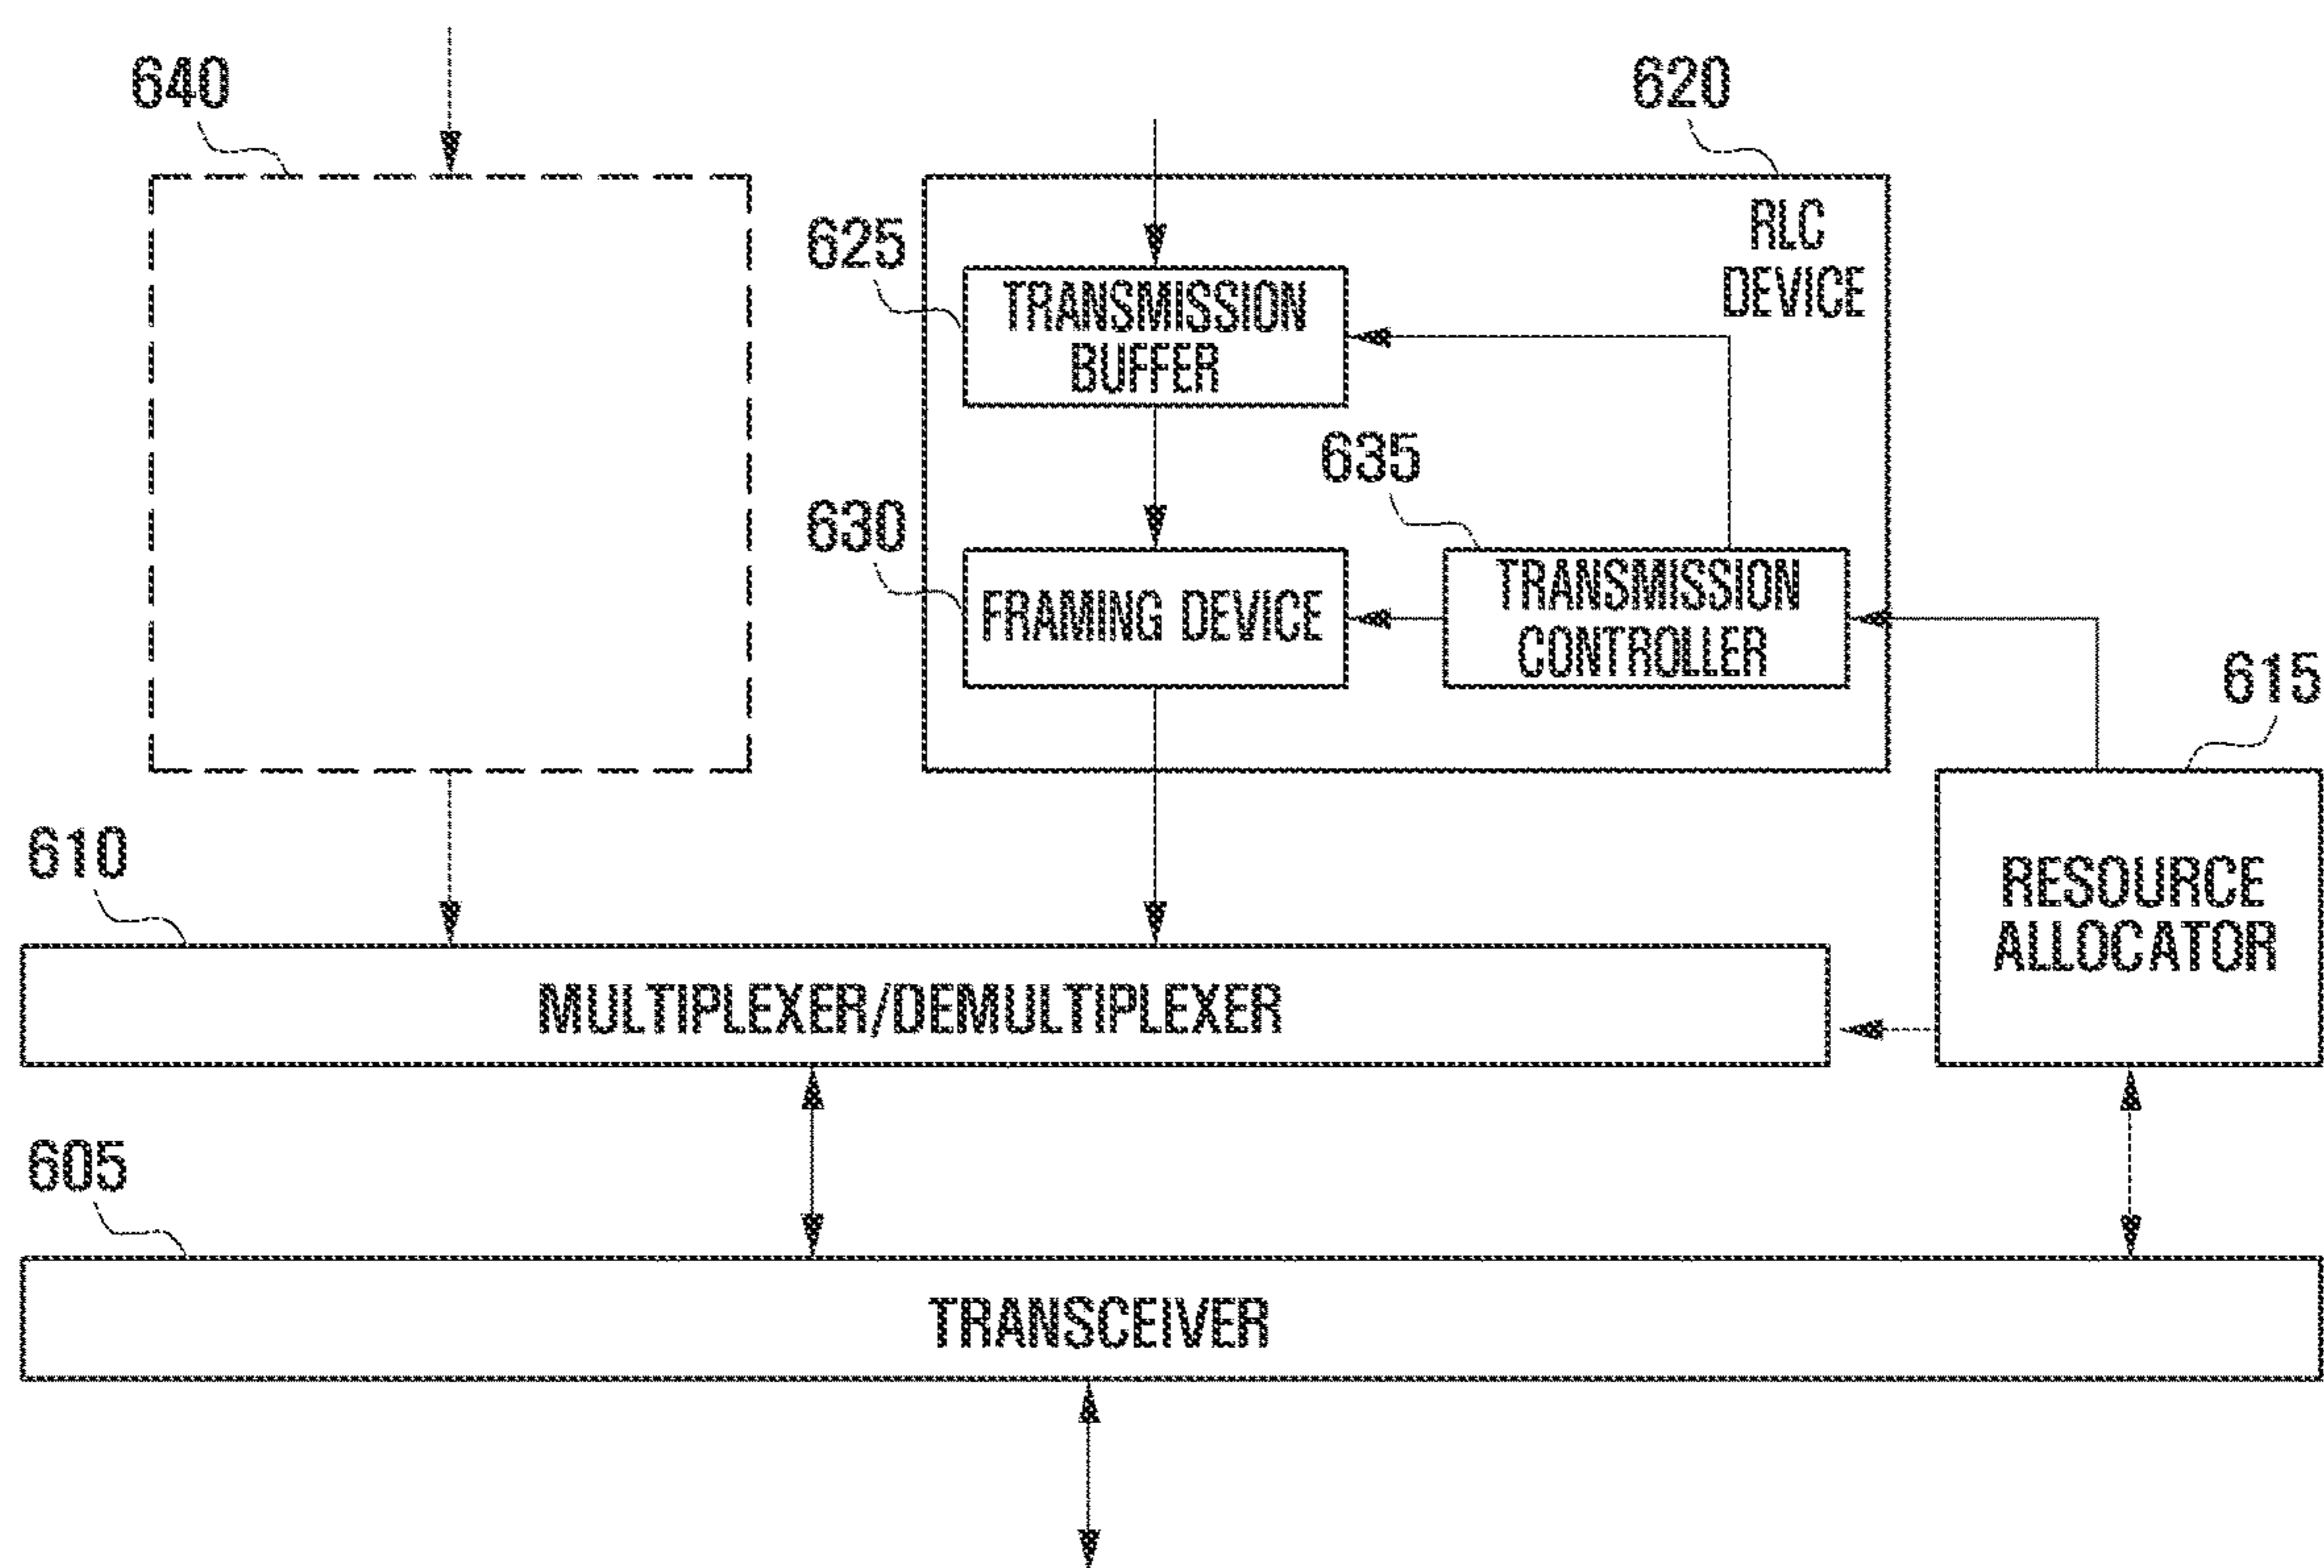 640
620
RLC
DEVICE
625
TRANSMISSION
BUFFER
635
630
FRAMING DEVICE
TRANSMISSION
CONTROLLER
615
610
RESOURCE
ALLOCATOR
MULTIPLEXER/DEMULTIPLEXER
605
TRANSCEIVER